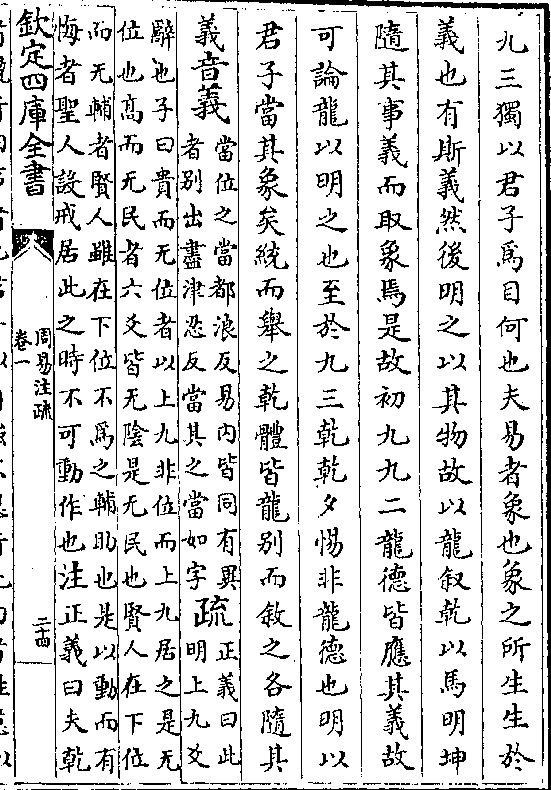 九三獨以君子爲目何也夫易者象也象之所生生於
義也有斯義然後明之以其物故以龍叙乾以馬明坤
隨其事義而取象焉是故初九九二龍德皆應其義故
可論龍以明之也至於九三乾乾夕惕非龍德也明以
君子當其象矣統而舉之乾體皆龍别而敘之各隨其
義音義
當位之當都浪反易内皆同有異
者别出盡津忍反當其之當如字
疏
正義曰此
明上九爻
辭也子曰貴而无位者以上九非位而上九居之是无
位也髙而无民者六爻皆无隂是无民也賢人在下位
而无輔者賢人雖在下位不爲之輔助也是以動而有
悔者聖人設戒居此之時不可動作也注正義曰夫乾
欽定四庫全書
周易注疏
卷一
二十四